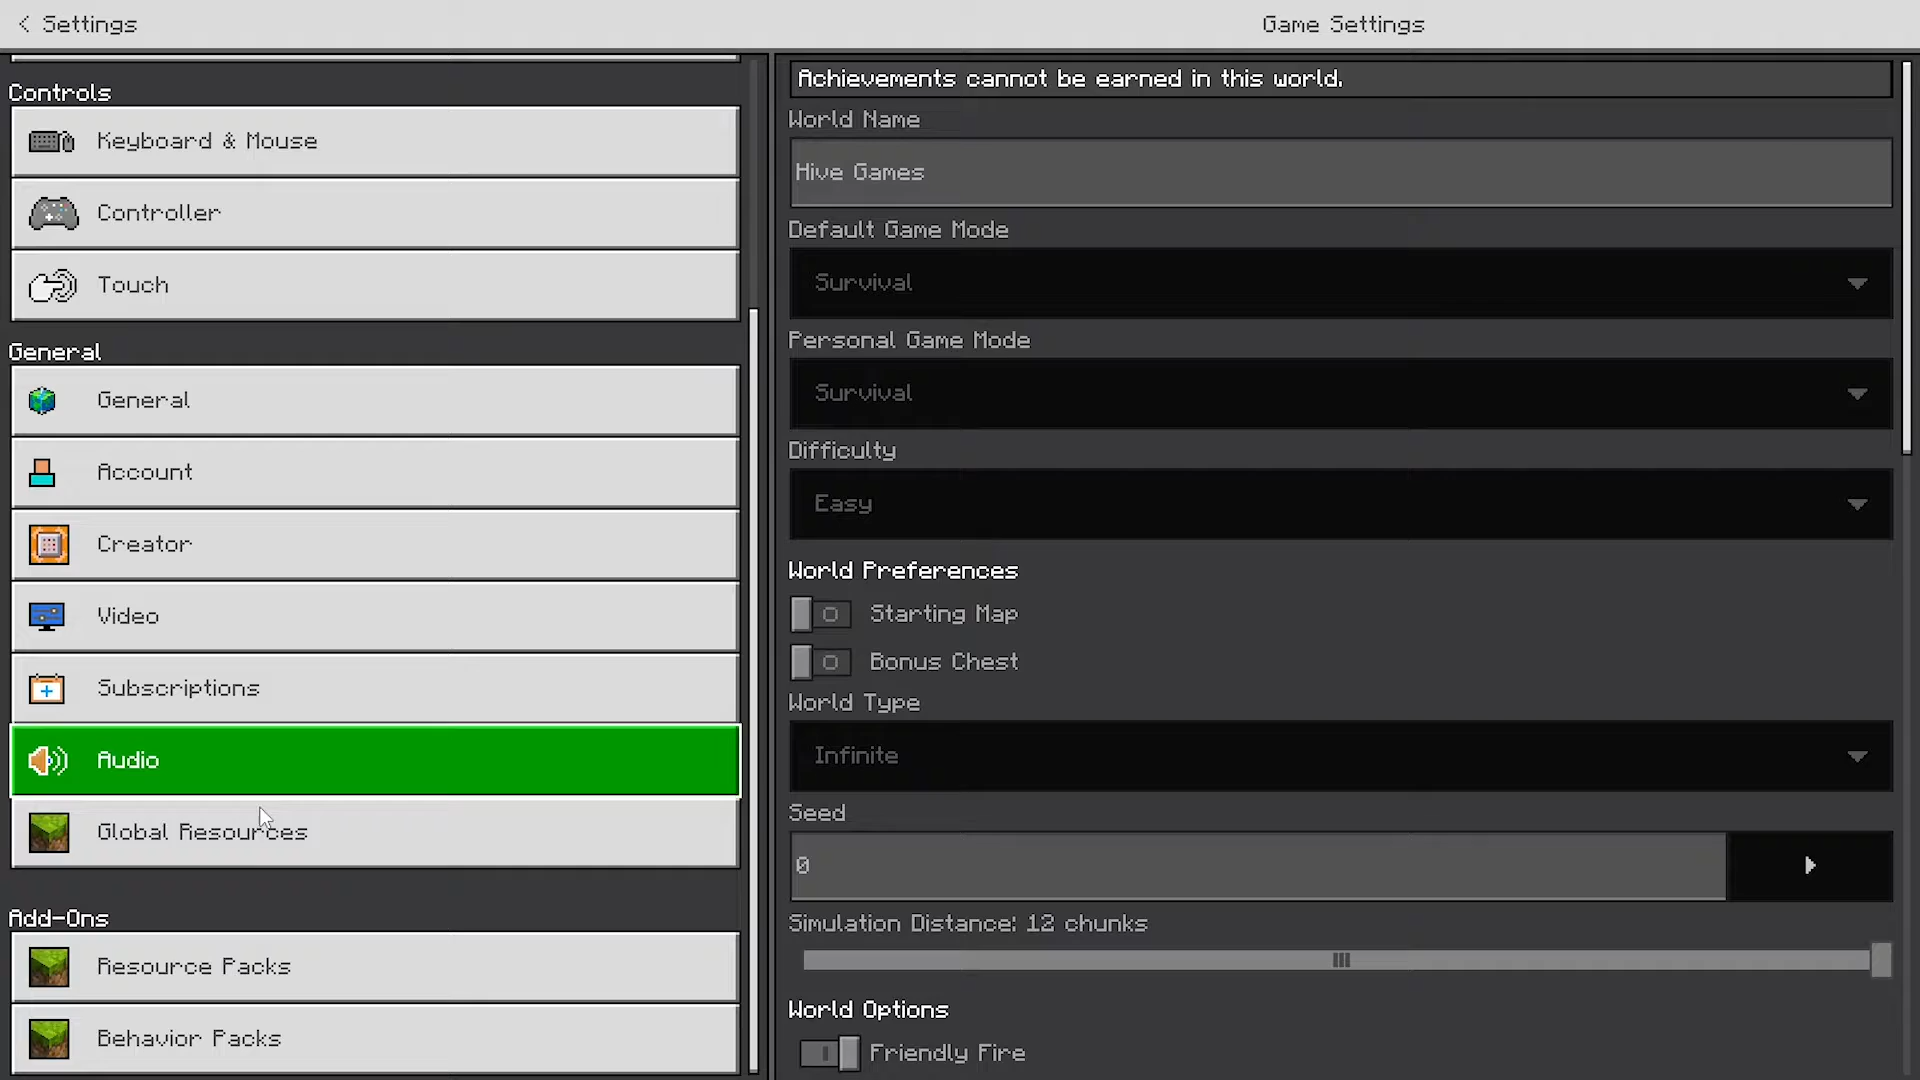 Settings
Game Settings
Controls
Keyboard & Mouse
Controller
Touch
General
General
Account
Creator
Video
Subscriptions
Audio
Global Resources
Add-Ons
Resource Packs
Behavior Packs
Achievements cannot be earned in this world.
World Name
Hive Games
Default Game Mode
Survival
Personal Game Mode
Survival
Difficulty
Easy
World Preferences
Starting Map
Bonus Chest
World Type
Infinite
Seed
0
Simulation Distance: 12 chunks
World Options
Friendly Fire